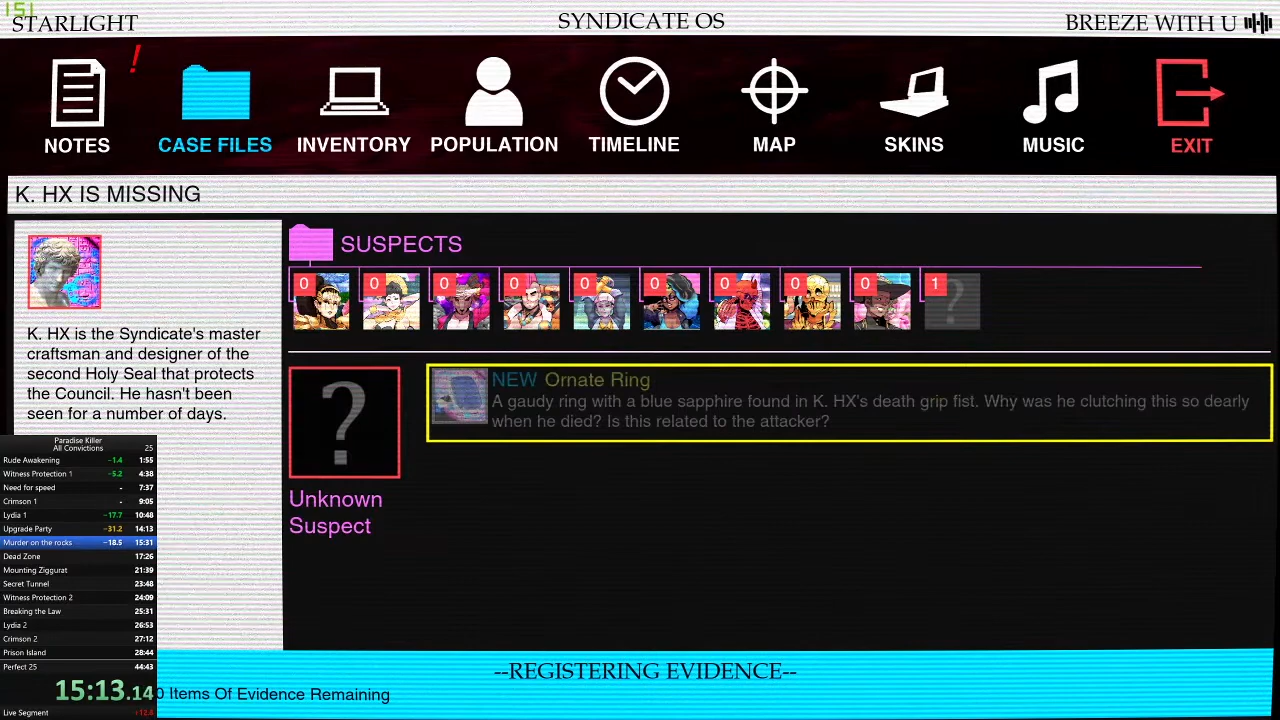 151
STARLIGHT
SYNDICATE OS
BREEZE WITH U
!
NOTES
CASE FILES
INVENTORY
POPULATION
TIMELINE
MAP
SKINS
MUSIC
EXIT
K. HX IS MISSING
K. HX is the Syndicate's master
craftsman and designer of the
second Holy Seal that protects
the Council. He hasn't been
seen for a number of days.
SUSPECTS
0 0 0 0 0 0 1
?
?
Unknown
Suspect
NEW Ornate Ring
A gaudy ring with a blue sapphire found in K. HX's death grip fist. Why was he clutching this so dearly
when he died? Is this related to the attacker?
Paradise Killer
All Convictions 25
Rude Awakening -1.4 1:55
Witness Protection 1 -5.2 4:38
Need for speed - 7:37
Crimson 1 - 9:05
Lydia 1 -17.7 10:48
Upgrade Party -31.2 14:13
Murder on the rocks -18.5 15:31
Dead Zone 17:26
Mounting Ziggurat 21:39
Secret Tunnel 23:48
Witness Protection 2 24:09
Breaking the Law 25:31
Lydia 2 26:53
Crimson 2 27:12
Prison Island 28:44
Perfect 25 44:43
15:13.14
Live Segment +12.8
--REGISTERING EVIDENCE--
0 Items Of Evidence Remaining